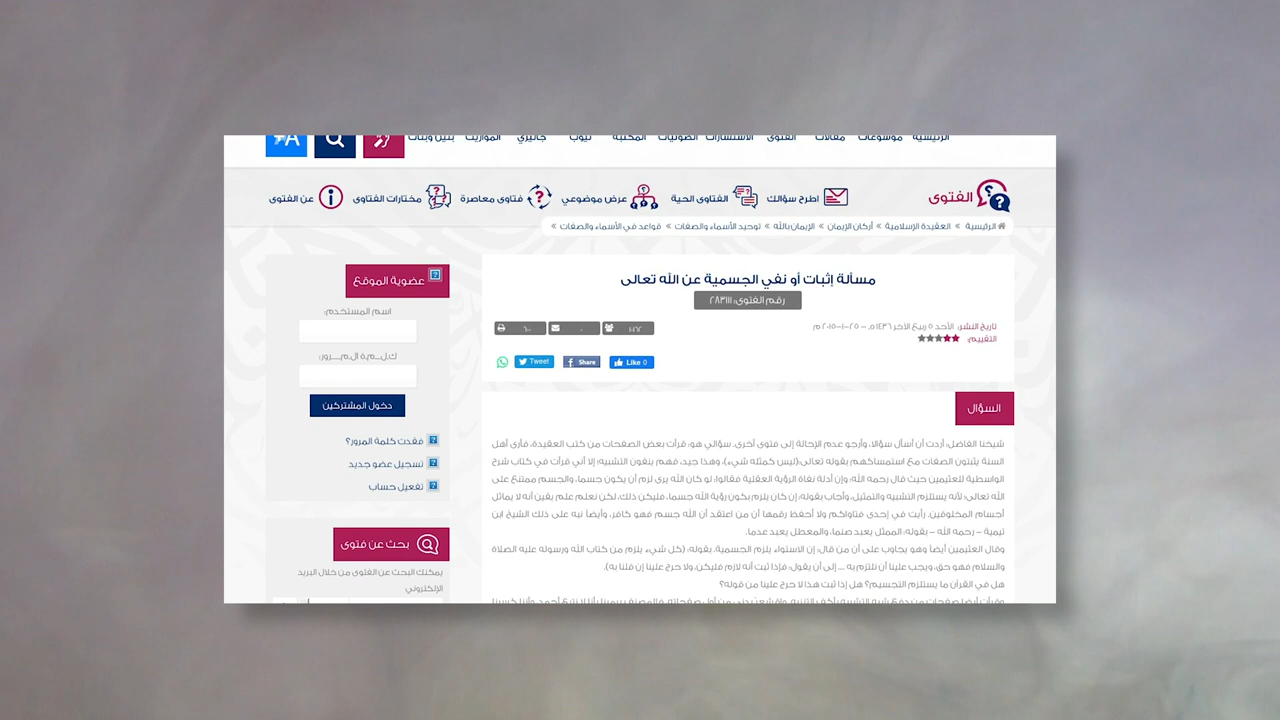 الرئيسية موسوعات مقالات الفتوى الاستشارات الصوتيات المكتبة تيوب جاليري المواريث بنين وبنات
الفتوى اطرح سؤالك الفتاوى الحية عرض موضوعي فتاوى معاصرة مختارات الفتاوى عن الفتوى
الرئيسية » العقيدة الإسلامية » أركان الإيمان » الإيمان بالله » توحيد الأسماء والصفات » قواعد في الأسماء والصفات »
مسألة إثبات أو نفي الجسمية عن الله تعالى
رقم الفتوى: ٢٨٣١١١
تاريخ النشر: الأحد ٥ ربيع الآخر ١٤٣٦ هـ - ٢٥-١-٢٠١٥ م
التقييم:
Tweet Share Like 0
السؤال
شيخنا الفاضل: أردت أن أسأل سؤالا، وأرجو عدم الإحالة إلى فتوى أخرى. سؤالي هو: قرأت بعض الصفحات من كتب العقيدة، فأرى أهل
السنة يثبتون الصفات مع استمساكهم بقوله تعالى:(ليس كمثله شيء)، وهذا جيد، فهم ينفون التشبيه؛ إلا أني قرأت في كتاب شرح
الواسطية للعثيمين حيث قال رحمه الله: وإن أدلة نفاة الرؤية العقلية فقالوا: لو كان الله يرى لزم أن يكون جسما، والجسم ممتنع على
الله تعالى؛ لأنه يستلزم التشبيه والتمثيل، وأجاب بقوله: إن كان يلزم بكون رؤية الله جسما، فليكن ذلك، لكن نعلم علم يقين أنه لا يماثل
أجسام المخلوقين. رأيت في إحدى فتاواكم ولا أحفظ رقمها أن من اعتقد أن الله جسم فهو كافر، وأيضا نبه على ذلك الشيخ ابن
تيمية - رحمه الله - بقوله: الممثل يعبد صنما، والمعطل يعبد عدما.
وقال العثيمين أيضا وهو يجاوب على أن من قال: إن الاستواء يلزم الجسمية. بقوله: (كل شيء يلزم من كتاب الله ورسوله عليه الصلاة
والسلام فهو حق، ويجب علينا أن نلتزم به ... إلى أن يقول: فإذا ثبت أنه لازم فليكن، ولا حرج علينا إن قلنا به).
هل في القرآن ما يستلزم التجسيم؟ هل إذا ثبت هذا لا حرج علينا من قوله؟
عضوية الموقع
اسم المستخدم:
كـلـمـة الـمـرور:
دخول المشتركين
فقدت كلمة المرور؟
تسجيل عضو جديد
تفعيل حساب
بحث عن فتوى
يمكنك البحث عن الفتوى من خلال البريد
الإلكتروني